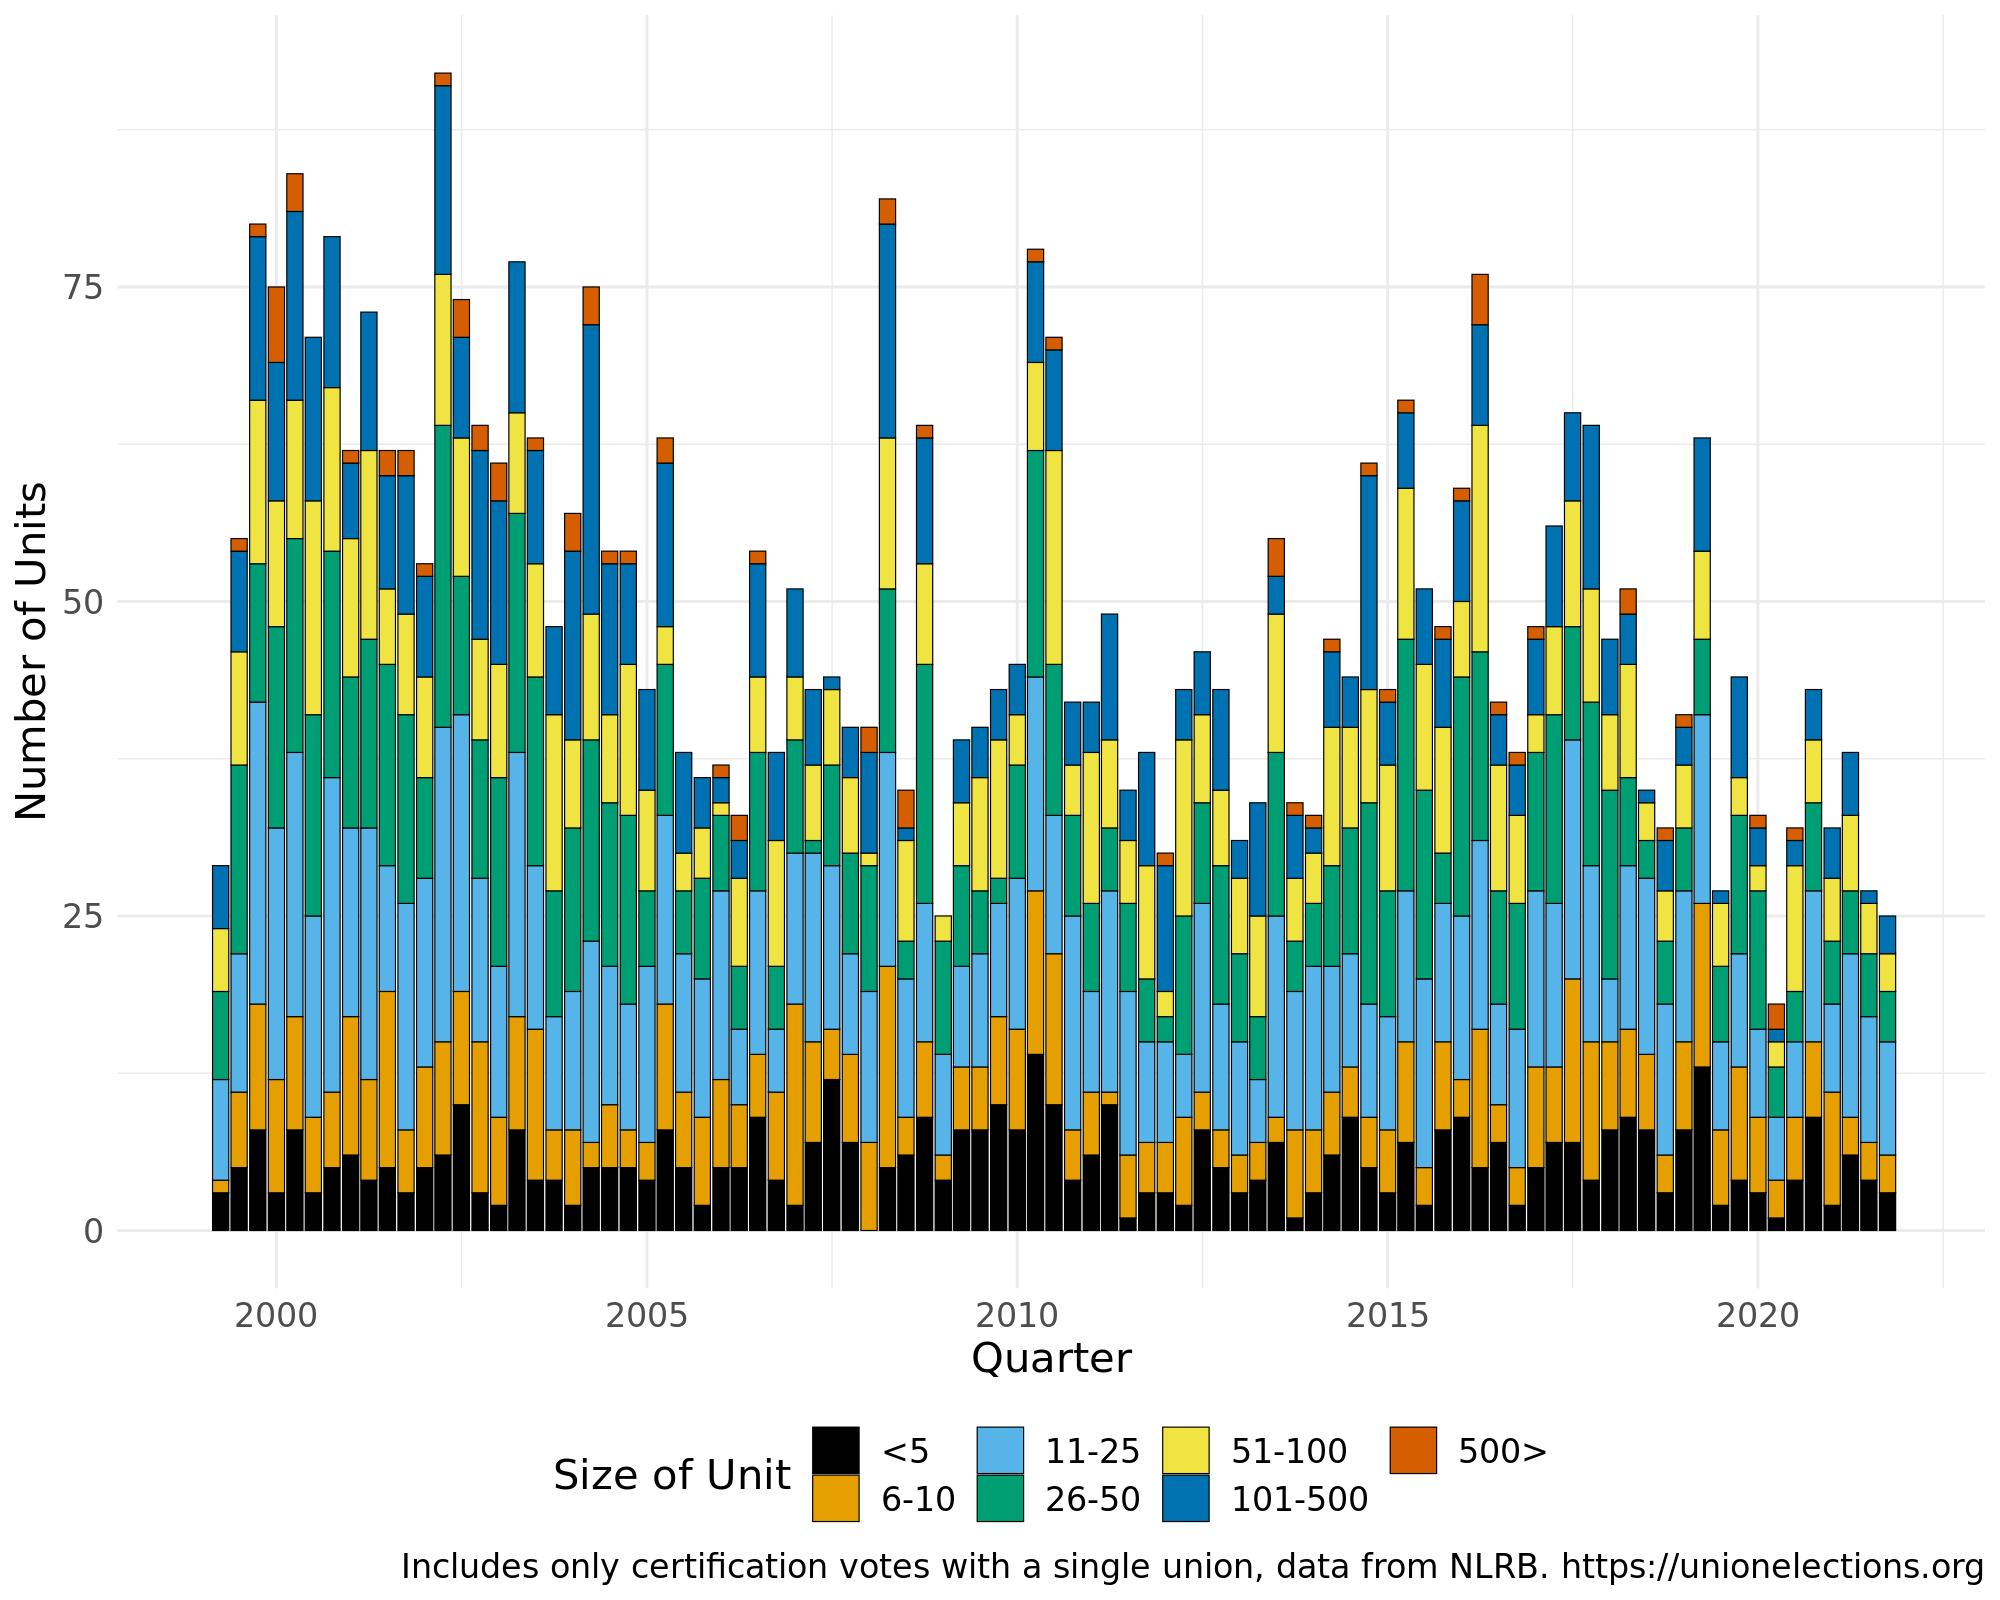 75
50
25
0
Number of Units
2000 2005 2010 2015 2020
Quarter
Size of Unit
<5 11-25 51-100 500>
6-10 26-50 101-500
Includes only certification votes with a single union, data from NLRB. https://unionelections.org